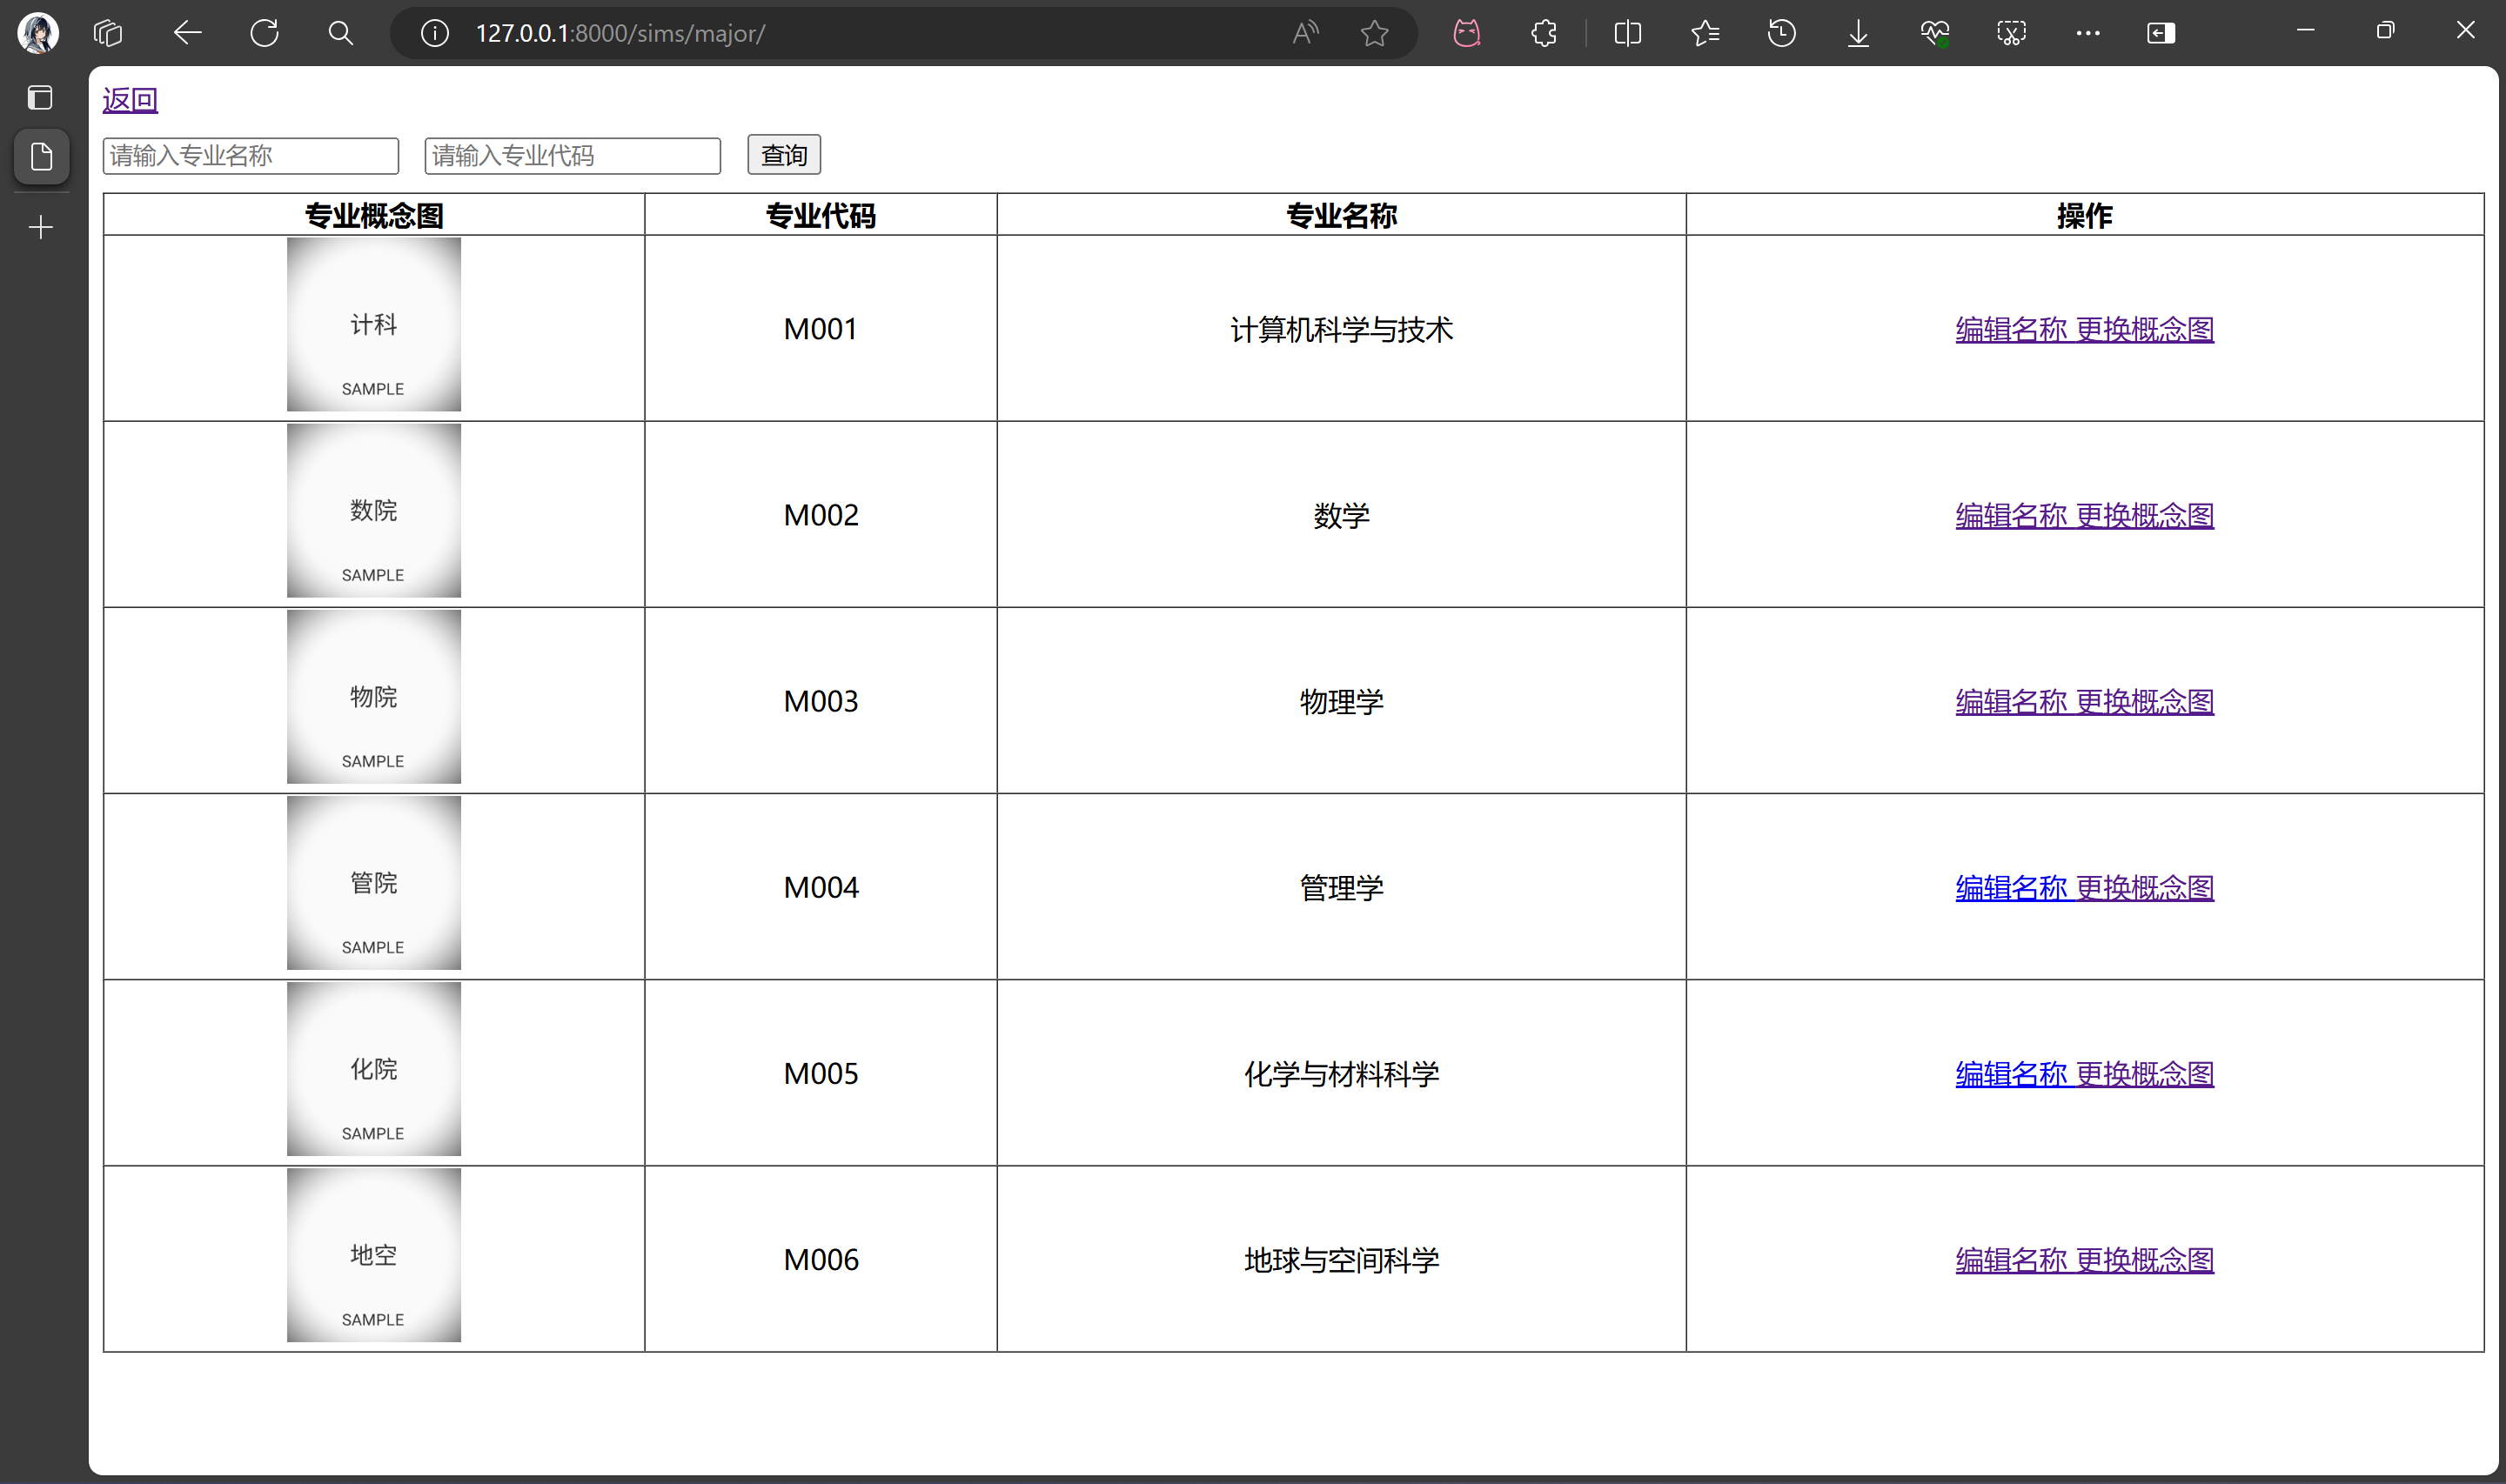 127.0.0.1:8000/sims/major/
返回
请输入专业名称 请输入专业代码 查询
专业概念图 专业代码 专业名称 操作
计科
SAMPLE
M001 计算机科学与技术 编辑名称 更换概念图
数院
SAMPLE
M002 数学 编辑名称 更换概念图
物院
SAMPLE
M003 物理学 编辑名称 更换概念图
管院
SAMPLE
M004 管理学 编辑名称 更换概念图
化院
SAMPLE
M005 化学与材料科学 编辑名称 更换概念图
地空
SAMPLE
M006 地球与空间科学 编辑名称 更换概念图